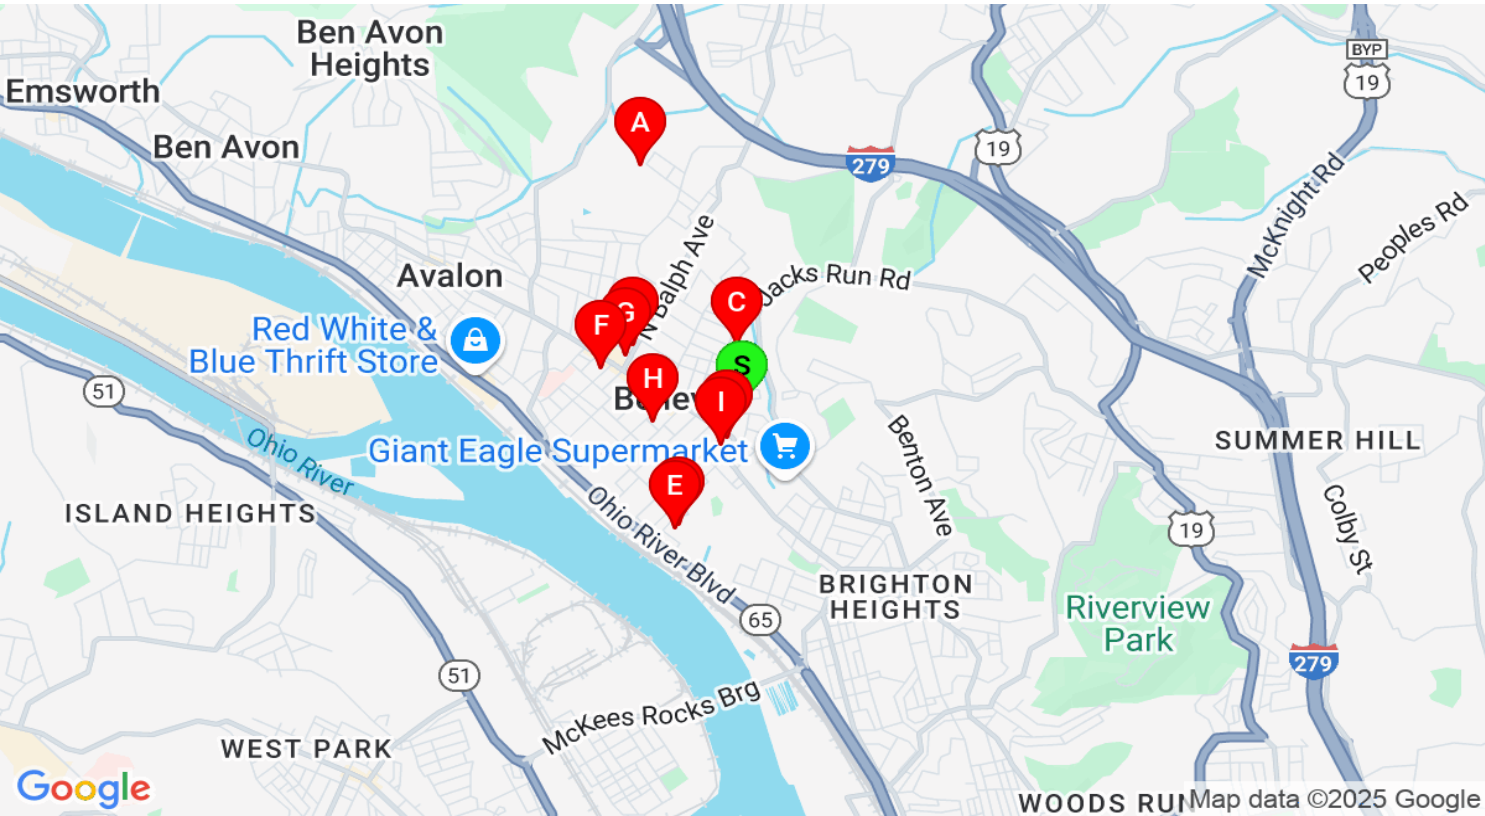 Ben Avon
Heights
BYP
19
Emsworth
A
Ben Avon
19
279
McKnight Rd
Peoples Rd
N Balph Ave
Avalon
Jacks Run Rd
C
G
F
Red White &
Blue Thrift Store
S
H
51
I
Benton Ave
Giant Eagle Supermarket
SUMMER HILL
Ohio River
E
ISLAND HEIGHTS
Ohio River Blvd
Colby St
19
BRIGHTON
HEIGHTS
Riverview
Park
65
279
51
McKees Rocks Brg
WEST PARK
Google
WOODS RUN
Map data ©2025 Google